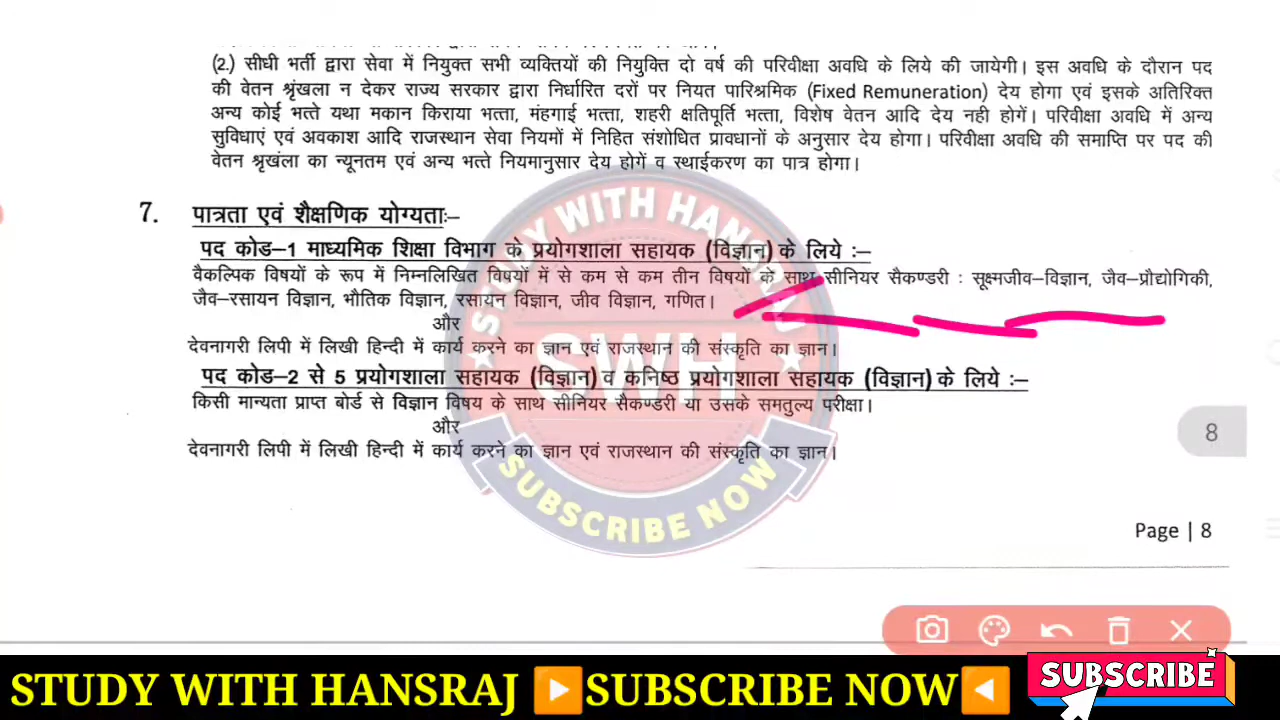 (2.) सीधी भर्ती द्वारा सेवा में नियुक्त सभी व्यक्तियों की नियुक्ति दो वर्ष की परिवीक्षा अवधि के लिये की जायेगी। इस अवधि के दौरान पद
की वेतन श्रृंखला न देकर राज्य सरकार द्वारा निर्धारित दरों पर नियत पारिश्रमिक (Fixed Remuneration) देय होगा एवं इसके अतिरिक्त
अन्य कोई भत्ते यथा मकान किराया भत्ता, मंहगाई भत्ता, शहरी क्षतिपूर्ति भत्ता, विशेष वेतन आदि देय नही होगें। परिवीक्षा अवधि में अन्य
सुविधाएं एवं अवकाश आदि राजस्थान सेवा नियमों में निहित संशोधित प्रावधानों के अनुसार देय होगा। परिवीक्षा अवधि की समाप्ति पर पद की
वेतन श्रृखंला का न्यूनतम एवं अन्य भत्ते नियमानुसार देय होगें व स्थाईकरण का पात्र होगा।
7. पात्रता एवं शैक्षणिक योग्यताः–
पद कोड–1 माध्यमिक शिक्षा विभाग के प्रयोगशाला सहायक (विज्ञान) के लिये :–
वैकल्पिक विषयों के रूप में निम्नलिखित विषयों में से कम से कम तीन विषयों के साथ सीनियर सैकण्डरी : सूक्ष्मजीव–विज्ञान, जैव–प्रौद्योगिकी,
जैव–रसायन विज्ञान, भौतिक विज्ञान, रसायन विज्ञान, जीव विज्ञान, गणित।
और
देवनागरी लिपी में लिखी हिन्दी में कार्य करने का ज्ञान एवं राजस्थान की संस्कृति का ज्ञान।
पद कोड–2 से 5 प्रयोगशाला सहायक (विज्ञान) व कनिष्ठ प्रयोगशाला सहायक (विज्ञान) के लिये :–
किसी मान्यता प्राप्त बोर्ड से विज्ञान विषय के साथ सीनियर सैकण्डरी या उसके समतुल्य परीक्षा।
और
देवनागरी लिपी में लिखी हिन्दी में कार्य करने का ज्ञान एवं राजस्थान की संस्कृति का ज्ञान।
STUDY WITH HANSRAJ
SWH
SUBSCRIBE NOW
8
Page | 8
STUDY WITH HANSRAJ SUBSCRIBE NOW
SUBSCRIBE